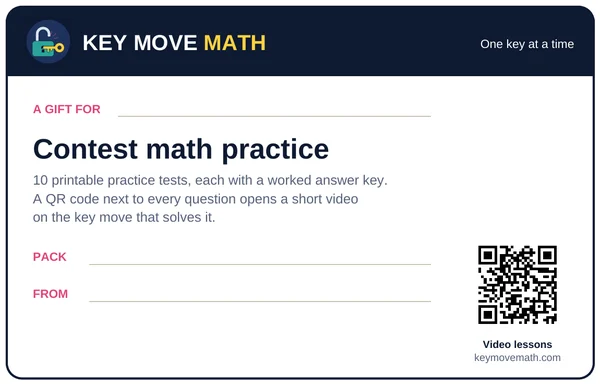 KEY MOVE MATH
One key at a time
A GIFT FOR
Contest math practice
10 printable practice tests, each with a worked answer key.
A QR code next to every question opens a short video
on the key move that solves it.
PACK
FROM
Video lessons
keymovemath.com